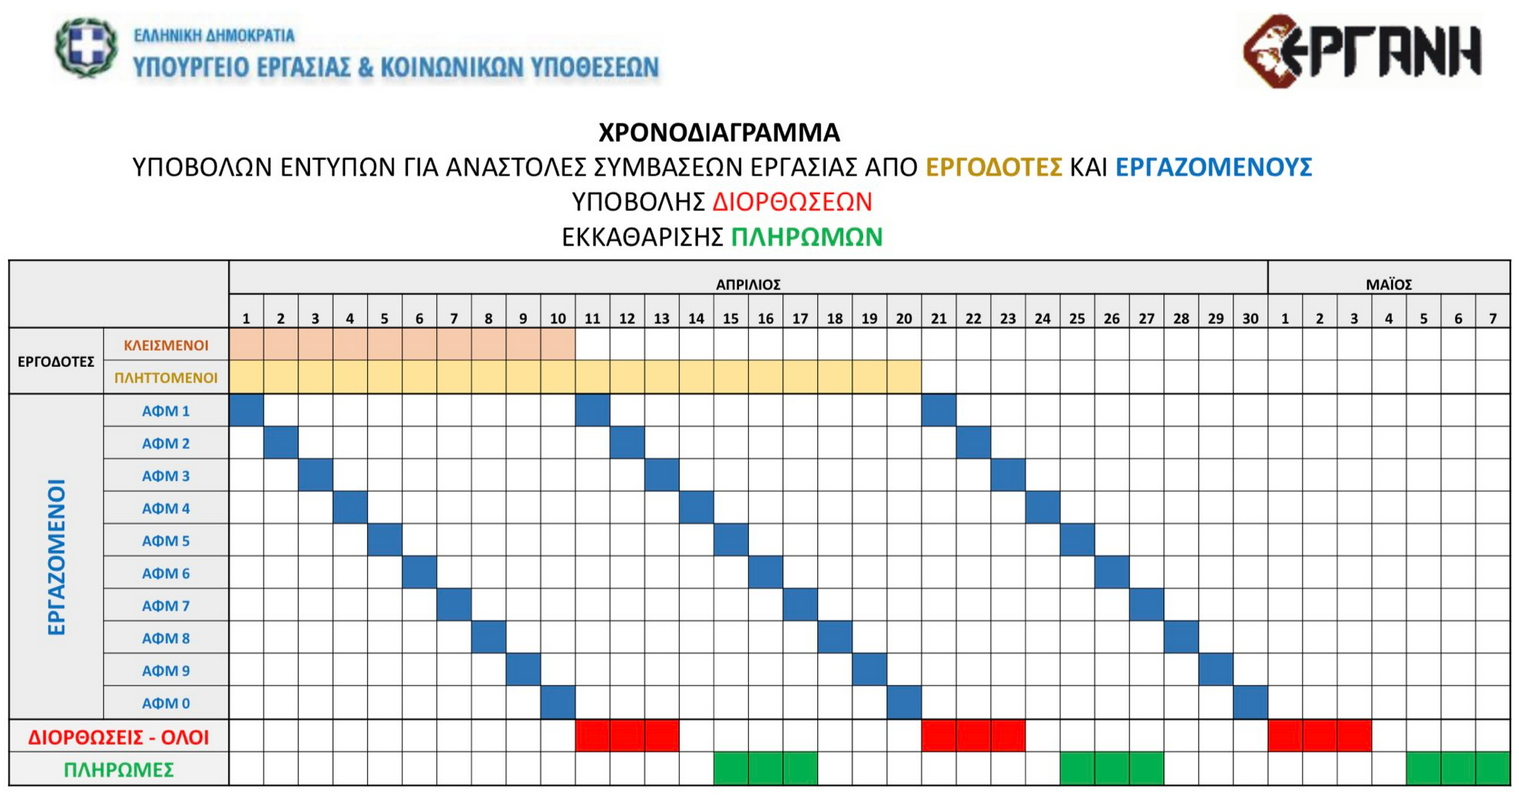 ΕΛΛΗΝΙΚΗ ΔΗΜΟΚΡΑΤΙΑ
ΥΠΟΥΡΓΕΙΟ ΕΡΓΑΣΙΑΣ & ΚΟΙΝΩΝΙΚΩΝ ΥΠΟΘΕΣΕΩΝ
ΕΡΓΑΝΗ
ΧΡΟΝΟΔΙΑΓΡΑΜΜΑ
ΥΠΟΒΟΛΩΝ ΕΝΤΥΠΩΝ ΓΙΑ ΑΝΑΣΤΟΛΕΣ ΣΥΜΒΑΣΕΩΝ ΕΡΓΑΣΙΑΣ ΑΠΟ ΕΡΓΟΔΟΤΕΣ ΚΑΙ ΕΡΓΑΖΟΜΕΝΟΥΣ
ΥΠΟΒΟΛΗΣ ΔΙΟΡΘΩΣΕΩΝ
ΕΚΚΑΘΑΡΙΣΗΣ ΠΛΗΡΩΜΩΝ
ΑΠΡΙΛΙΟΣ ΜΑΪΟΣ
1 2 3 4 5 6 7 8 9 10 11 12 13 14 15 16 17 18 19 20 21 22 23 24 25 26 27 28 29 30 1 2 3 4 5 6 7
ΕΡΓΟΔΟΤΕΣ
ΚΛΕΙΣΜΕΝΟΙ
ΠΛΗΤΤΟΜΕΝΟΙ
ΕΡΓΑΖΟΜΕΝΟΙ
ΑΦΜ 1
ΑΦΜ 2
ΑΦΜ 3
ΑΦΜ 4
ΑΦΜ 5
ΑΦΜ 6
ΑΦΜ 7
ΑΦΜ 8
ΑΦΜ 9
ΑΦΜ 0
ΔΙΟΡΘΩΣΕΙΣ - ΟΛΟΙ
ΠΛΗΡΩΜΕΣ